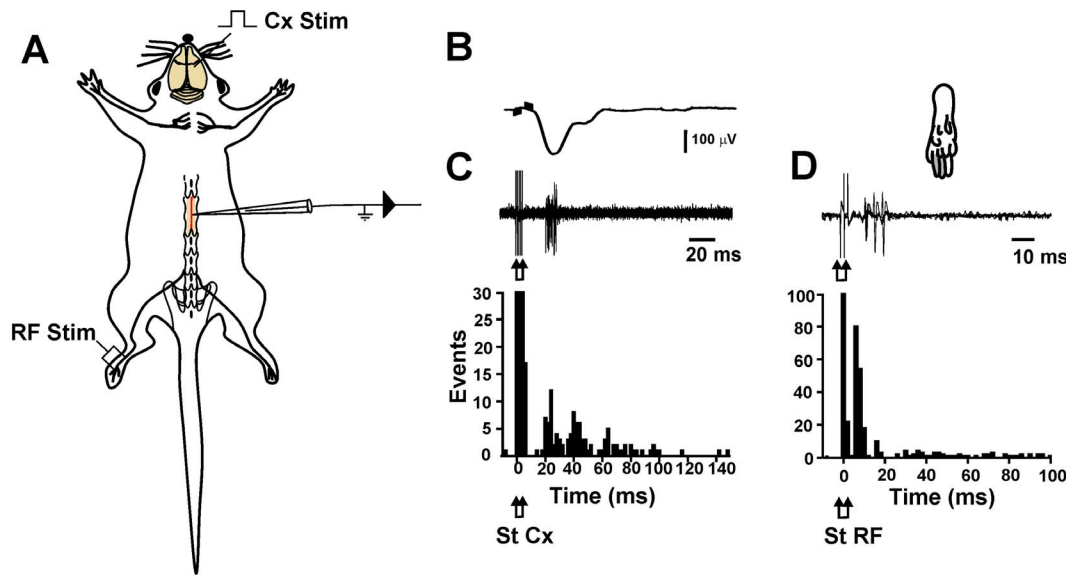 A
Cx Stim
RF Stim
B
100 µV
C
20 ms
D
10 ms
30
25
20
15
10
5
0
Events
0 20 40 60 80 100 120 140
Time (ms)
St Cx
100
80
60
40
20
0
0 20 40 60 80 100
Time (ms)
St RF